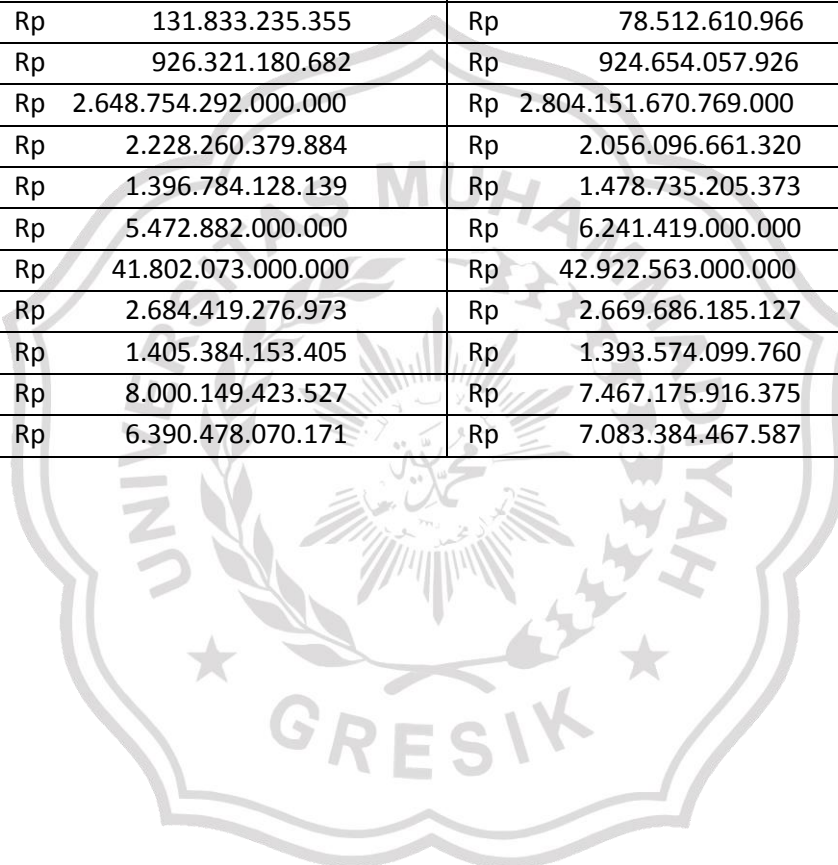 Rp 131.833.235.355 Rp 78.512.610.966
Rp 926.321.180.682 Rp 924.654.057.926
Rp 2.648.754.292.000.000 Rp 2.804.151.670.769.000
Rp 2.228.260.379.884 Rp 2.056.096.661.320
Rp 1.396.784.128.139 Rp 1.478.735.205.373
Rp 5.472.882.000.000 Rp 6.241.419.000.000
Rp 41.802.073.000.000 Rp 42.922.563.000.000
Rp 2.684.419.276.973 Rp 2.669.686.185.127
Rp 1.405.384.153.405 Rp 1.393.574.099.760
Rp 8.000.149.423.527 Rp 7.467.175.916.375
Rp 6.390.478.070.171 Rp 7.083.384.467.587
UNIVERSITAS MUHAMMADIYAH
GRESIK